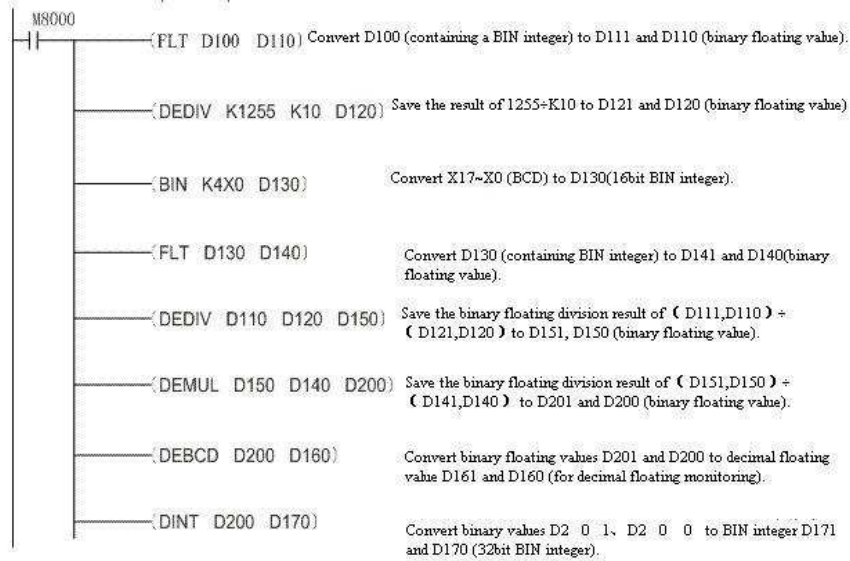 M8000
(FLT D100 D110) Convert D100 (containing a BIN integer) to D111 and D110 (binary floating value).
(DEDIV K1255 K10 D120) Save the result of 1255÷K10 to D121 and D120 (binary floating value)
(BIN K4X0 D130) Convert X17~X0 (BCD) to D130(16bit BIN integer).
(FLT D130 D140) Convert D130 (containing BIN integer) to D141 and D140(binary
floating value).
(DEDIV D110 D120 D150) Save the binary floating division result of ( D111,D110 ) ÷
( D121,D120 ) to D151, D150 (binary floating value).
(DEMUL D150 D140 D200) Save the binary floating division result of ( D151,D150 ) ÷
( D141,D140 ) to D201 and D200 (binary floating value).
(DEBCD D200 D160) Convert binary floating values D201 and D200 to decimal floating
value D161 and D160 (for decimal floating monitoring).
(DINT D200 D170) Convert binary values D2 0 1、D2 0 0 to BIN integer D171
and D170 (32bit BIN integer).